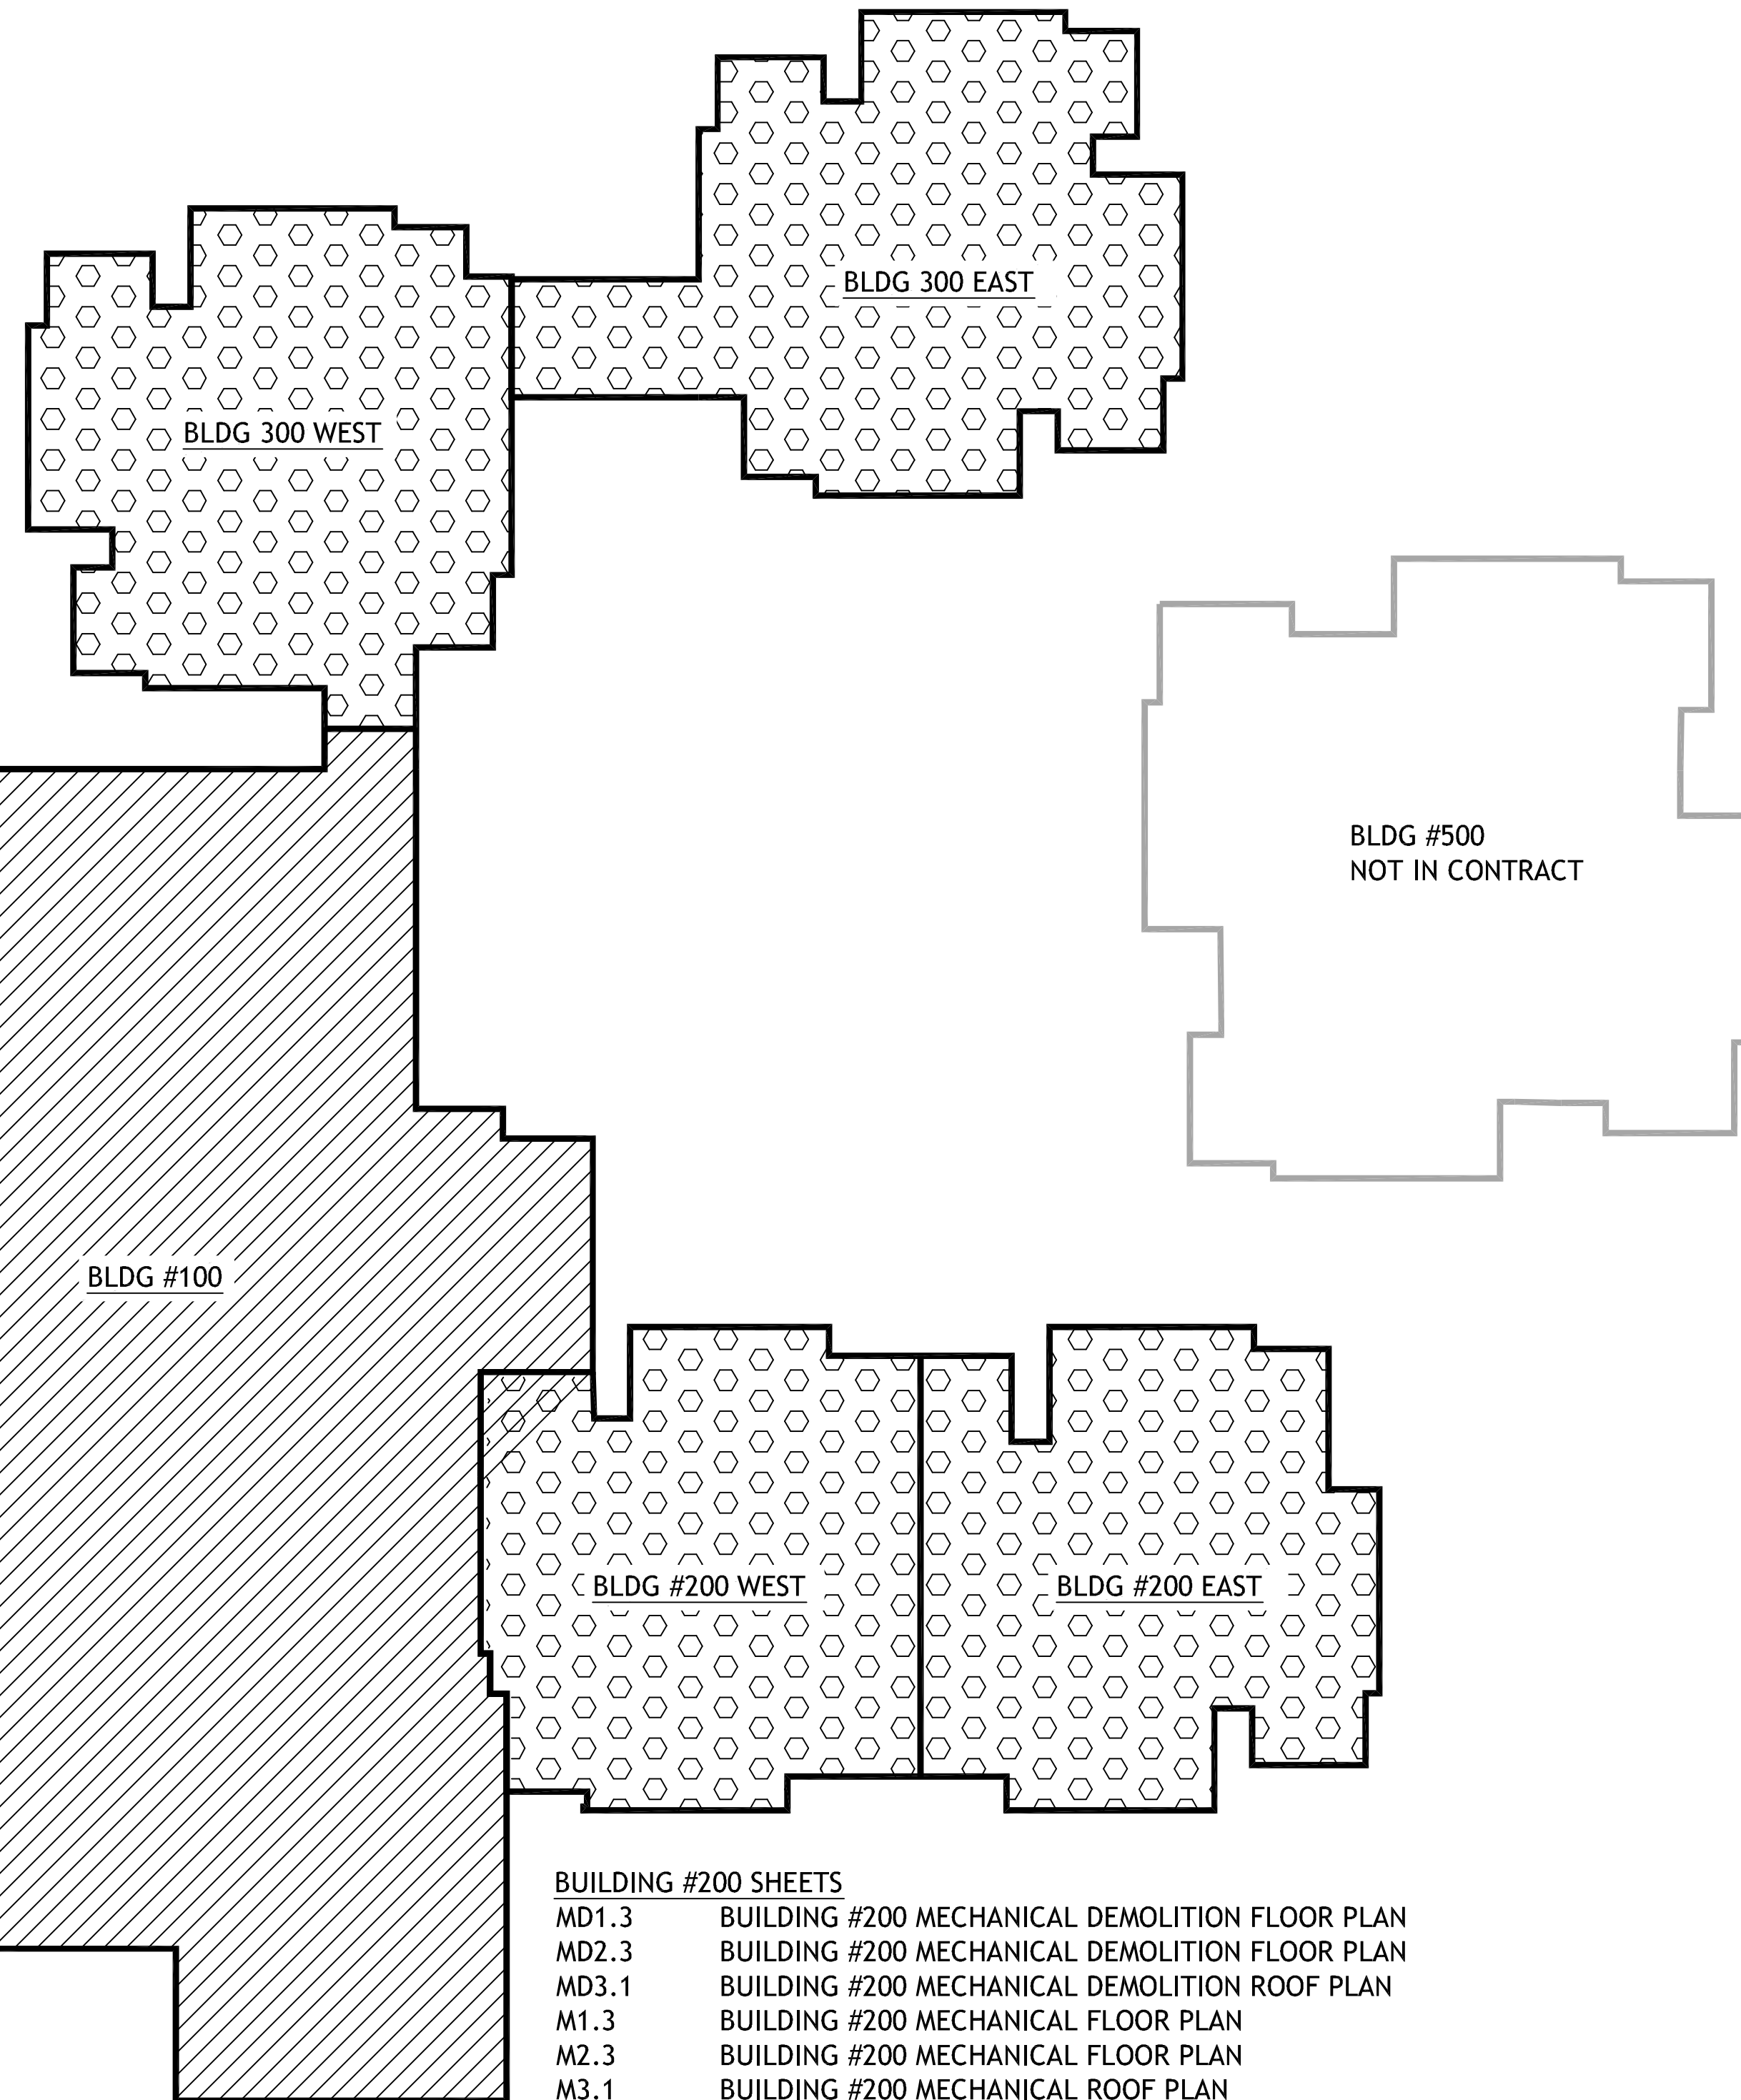 BLDG 300 EAST
BLDG 300 WEST
BLDG #500
NOT IN CONTRACT
BLDG #100
BLDG #200 WEST
BLDG #200 EAST
BUILDING #200 SHEETS
MD1.3 BUILDING #200 MECHANICAL DEMOLITION FLOOR PLAN
MD2.3 BUILDING #200 MECHANICAL DEMOLITION FLOOR PLAN
MD3.1 BUILDING #200 MECHANICAL DEMOLITION ROOF PLAN
M1.3 BUILDING #200 MECHANICAL FLOOR PLAN
M2.3 BUILDING #200 MECHANICAL FLOOR PLAN
M3.1 BUILDING #200 MECHANICAL ROOF PLAN